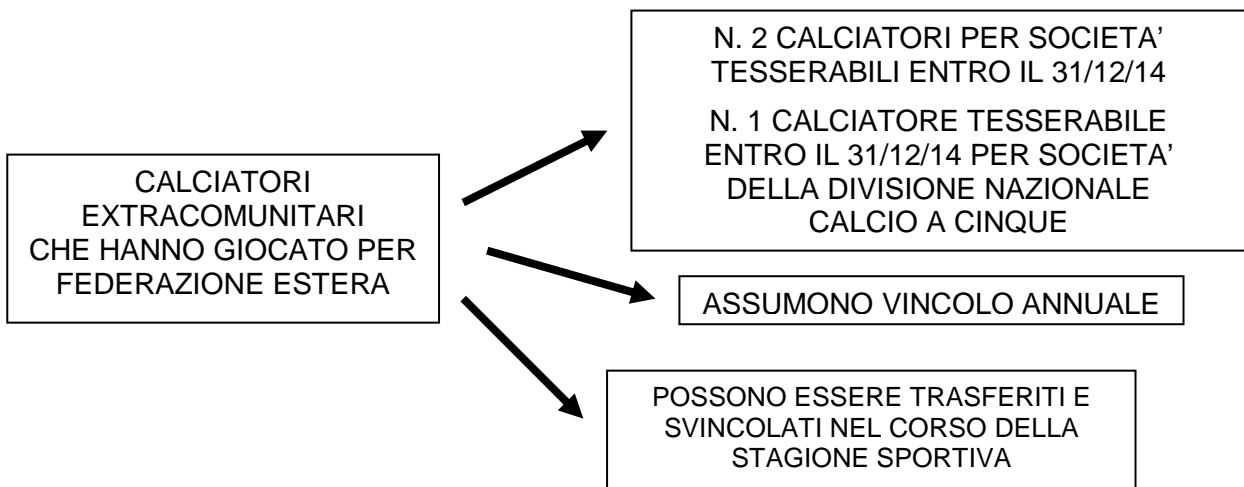 CALCIATORI
EXTRACOMUNITARI
CHE HANNO GIOCATO PER
FEDERAZIONE ESTERA
N. 2 CALCIATORI PER SOCIETA'
TESSERABILI ENTRO IL 31/12/14
N. 1 CALCIATORE TESSERABILE
ENTRO IL 31/12/14 PER SOCIETA'
DELLA DIVISIONE NAZIONALE
CALCIO A CINQUE
ASSUMONO VINCOLO ANNUALE
POSSONO ESSERE TRASFERITI E
SVINCOLATI NEL CORSO DELLA
STAGIONE SPORTIVA